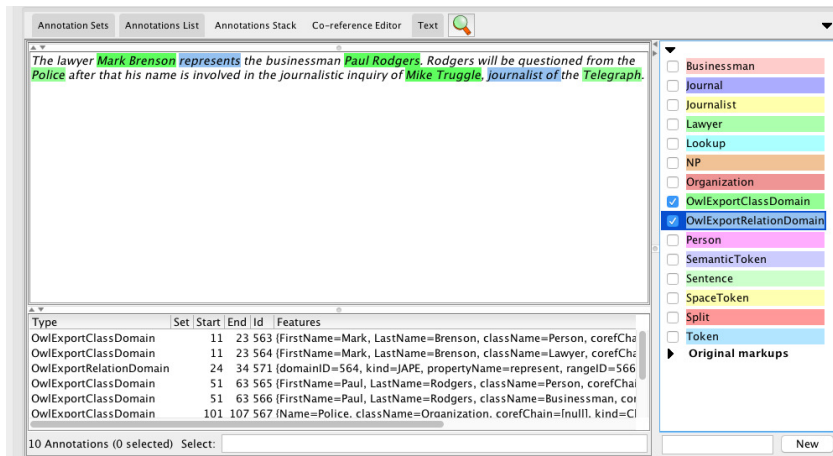 Annotation Sets Annotations List Annotations Stack Co-reference Editor Text
The lawyer Mark Brenson represents the businessman Paul Rodgers. Rodgers will be questioned from the
Police after that his name is involved in the journalistic inquiry of Mike Truggle, journalist of the Telegraph.
Businessman
Journal
Journalist
Lawyer
Lookup
NP
Organization
OwlExportClassDomain
OwlExportRelationDomain
Person
SemanticToken
Sentence
SpaceToken
Split
Token
Original markups
Type Set Start End Id Features
OwlExportClassDomain 11 23 563 {FirstName=Mark, LastName=Brenson, className=Person, corefCha
OwlExportClassDomain 11 23 564 {FirstName=Mark, LastName=Brenson, className=Lawyer, corefCha
OwlExportRelationDomain 24 34 571 {domainID=564, kind=JAPE, propertyName=represent, rangeID=566
OwlExportClassDomain 51 63 565 {FirstName=Paul, LastName=Rodgers, className=Person, corefChai
OwlExportClassDomain 51 63 566 {FirstName=Paul, LastName=Rodgers, className=Businessman, cor
OwlExportClassDomain 101 107 567 {Name=Police, className=Organization, corefChain=[null], kind=Cl
10 Annotations (0 selected) Select:
New